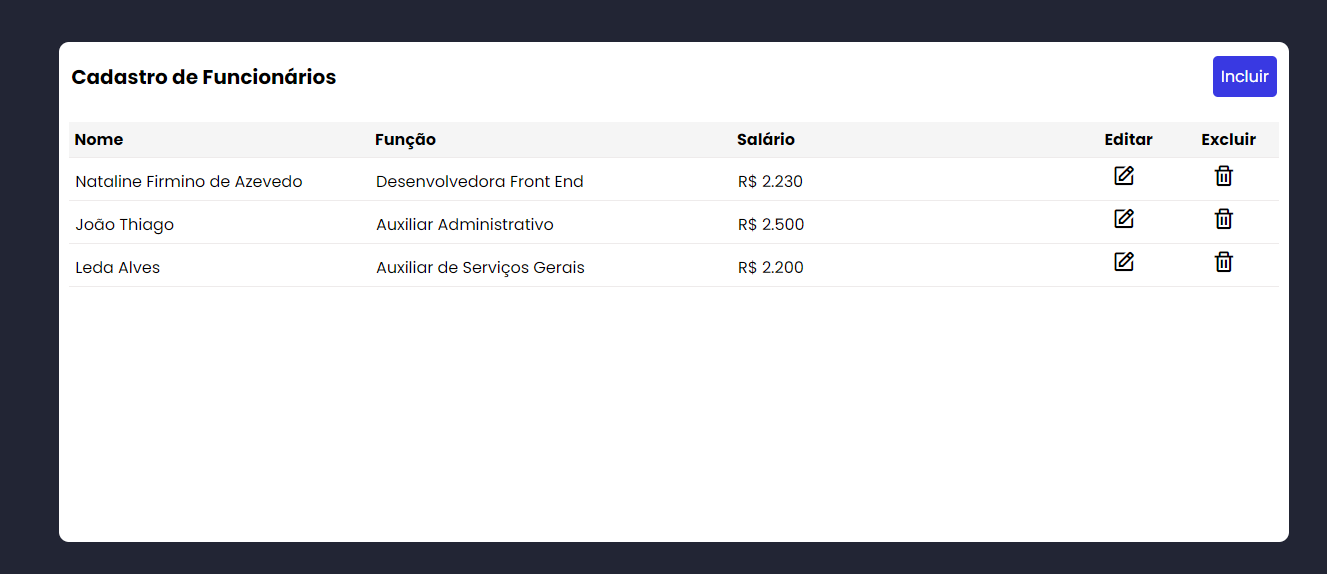 Cadastro de Funcionários
Incluir
Nome Função Salário Editar Excluir
Nataline Firmino de Azevedo Desenvolvedora Front End R$ 2.230
João Thiago Auxiliar Administrativo R$ 2.500
Leda Alves Auxiliar de Serviços Gerais R$ 2.200